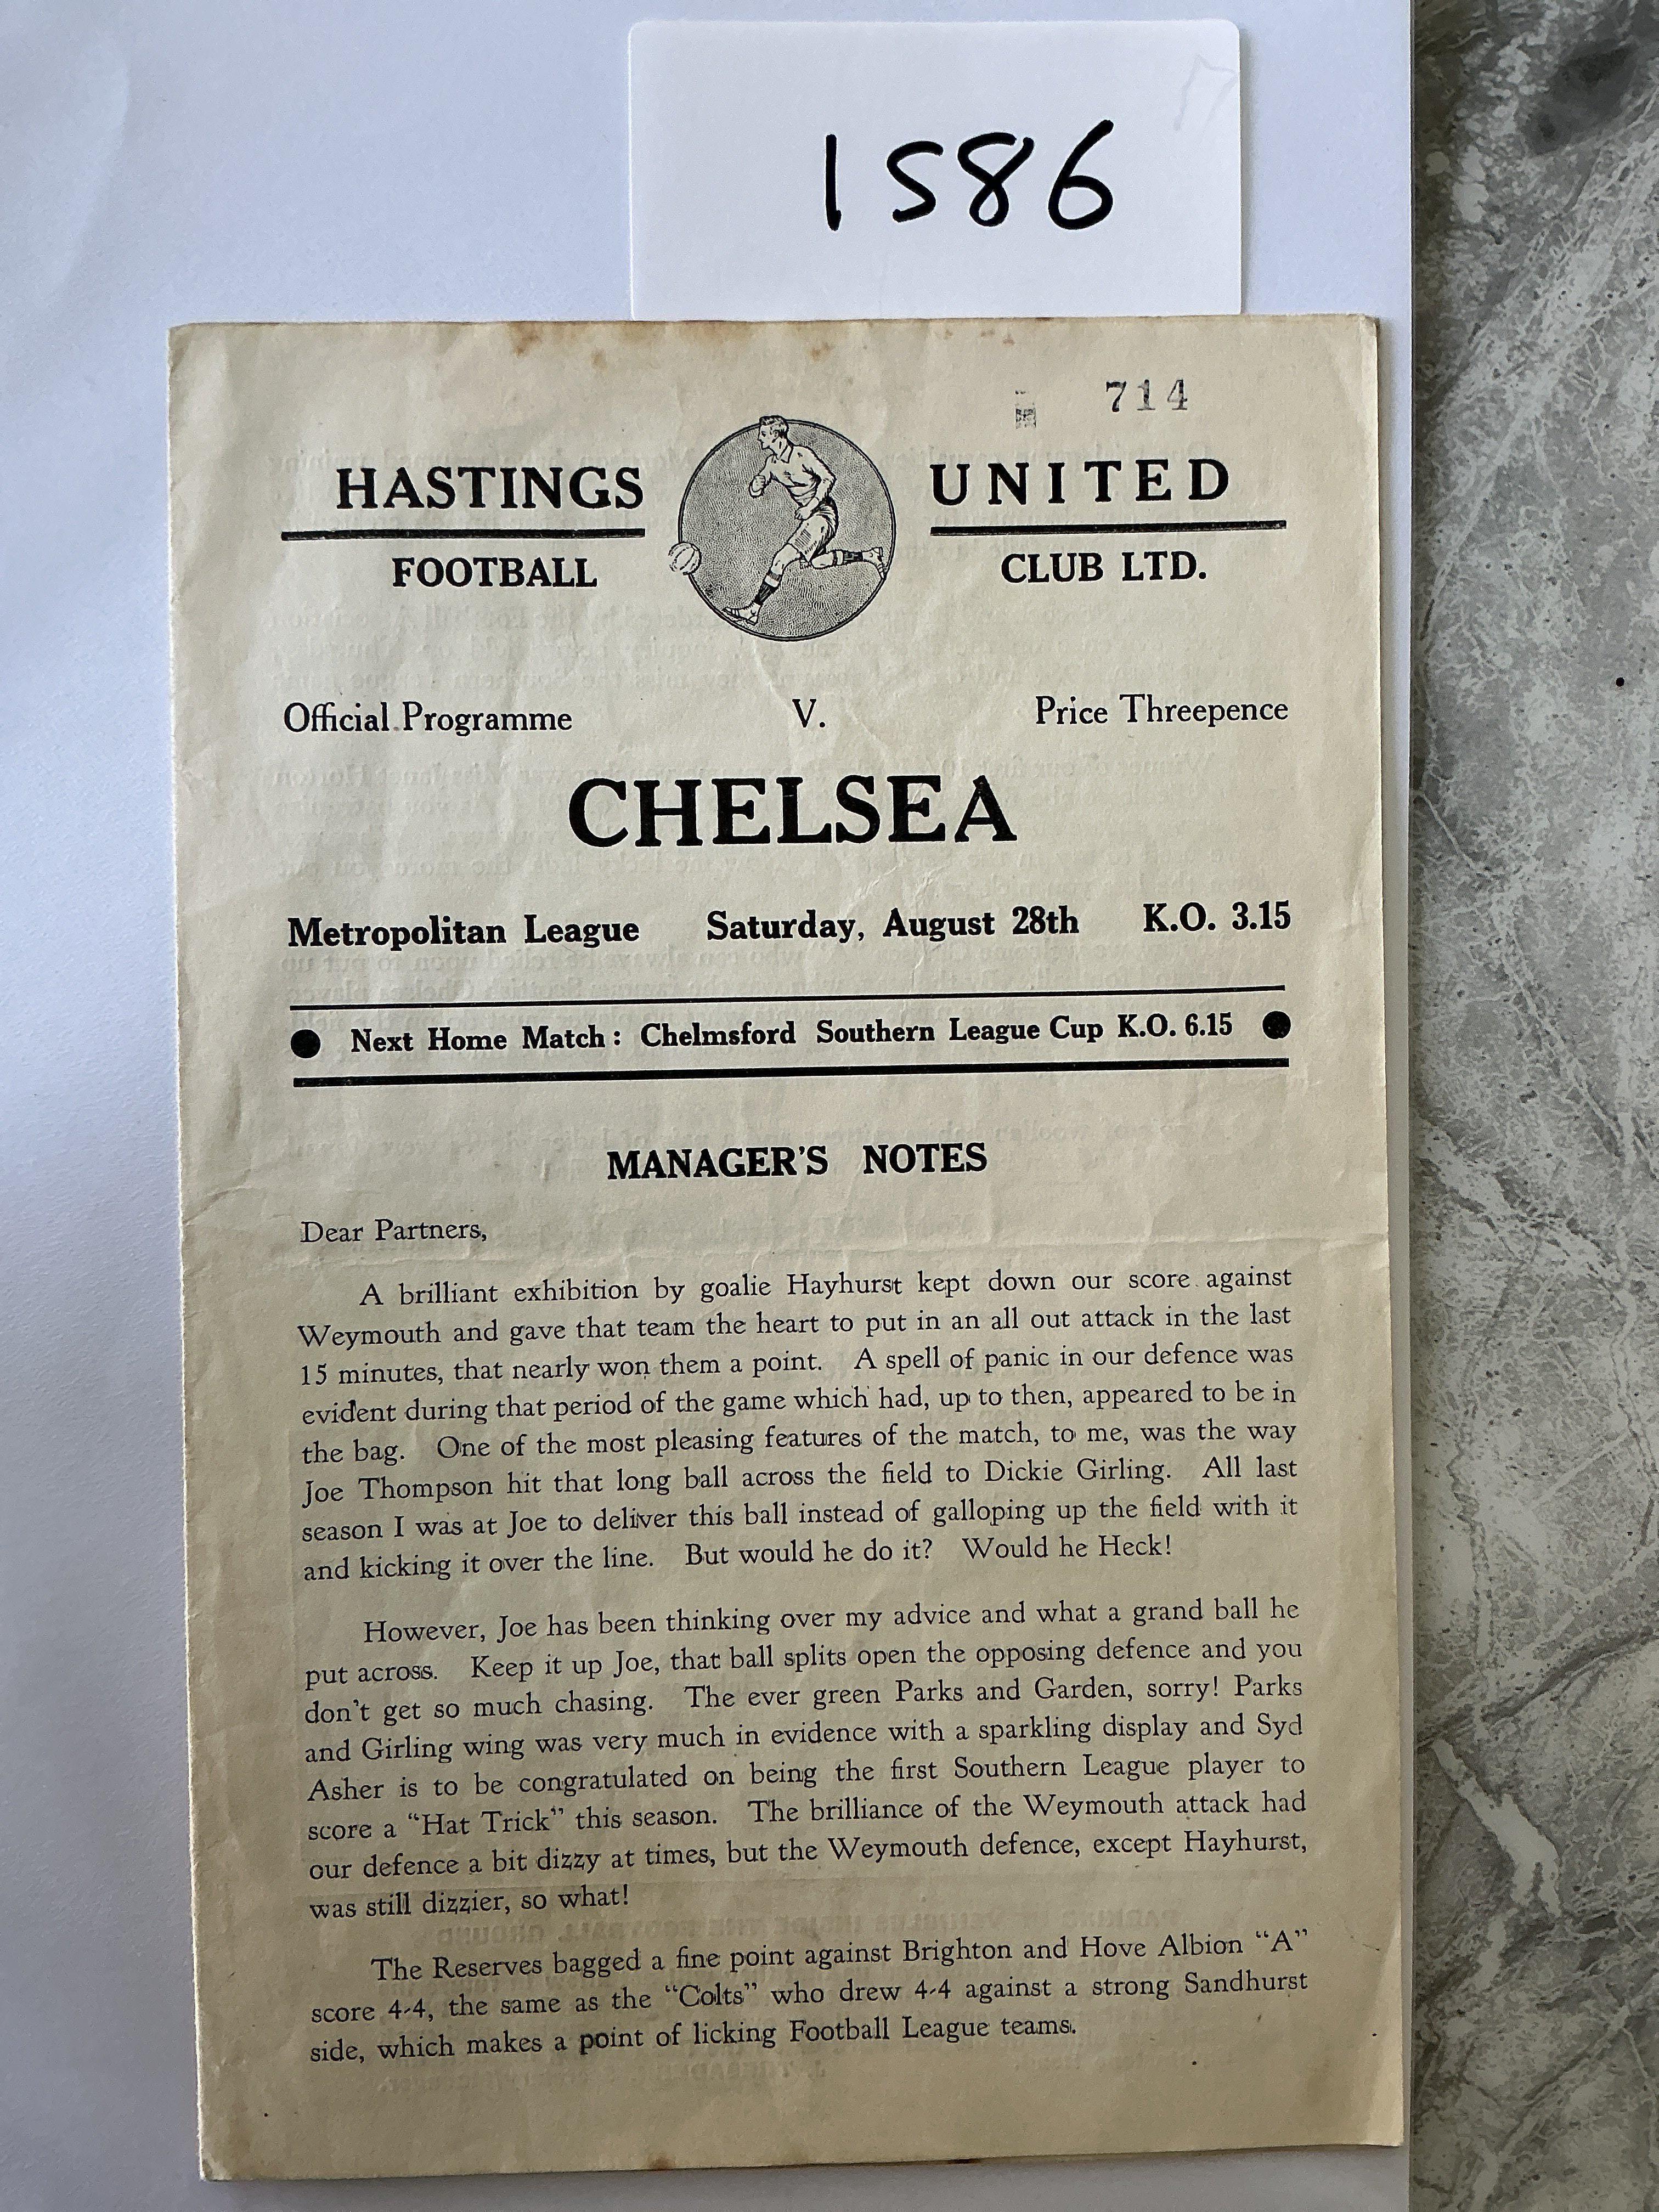 1586
714
HASTINGS UNITED
FOOTBALL CLUB LTD.
Official Programme V. Price Threepence
CHELSEA
Metropolitan League Saturday, August 28th K.O. 3.15
Next Home Match: Chelmsford Southern League Cup K.O. 6.15
MANAGER'S NOTES
Dear Partners,
A brilliant exhibition by goalie Hayhurst kept down our score against
Weymouth and gave that team the heart to put in an all out attack in the last
15 minutes, that nearly won them a point. A spell of panic in our defence was
evident during that period of the game which had, up to then, appeared to be in
the bag. One of the most pleasing features of the match, to me, was the way
Joe Thompson hit that long ball across the field to Dickie Girling. All last
season I was at Joe to deliver this ball instead of galloping up the field with it
and kicking it over the line. But would he do it? Would he Heck!
However, Joe has been thinking over my advice and what a grand ball he
put across. Keep it up Joe, that ball splits open the opposing defence and you
don't get so much chasing. The ever green Parks and Garden, sorry! Parks
and Girling wing was very much in evidence with a sparkling display and Syd
Asher is to be congratulated on being the first Southern League player to
score a "Hat Trick" this season. The brilliance of the Weymouth attack had
our defence a bit dizzy at times, but the Weymouth defence, except Hayhurst,
was still dizzier, so what!
The Reserves bagged a fine point against Brighton and Hove Albion "A"
score 4-4, the same as the "Colts" who drew 4-4 against a strong Sandhurst
side, which makes a point of licking Football League teams.